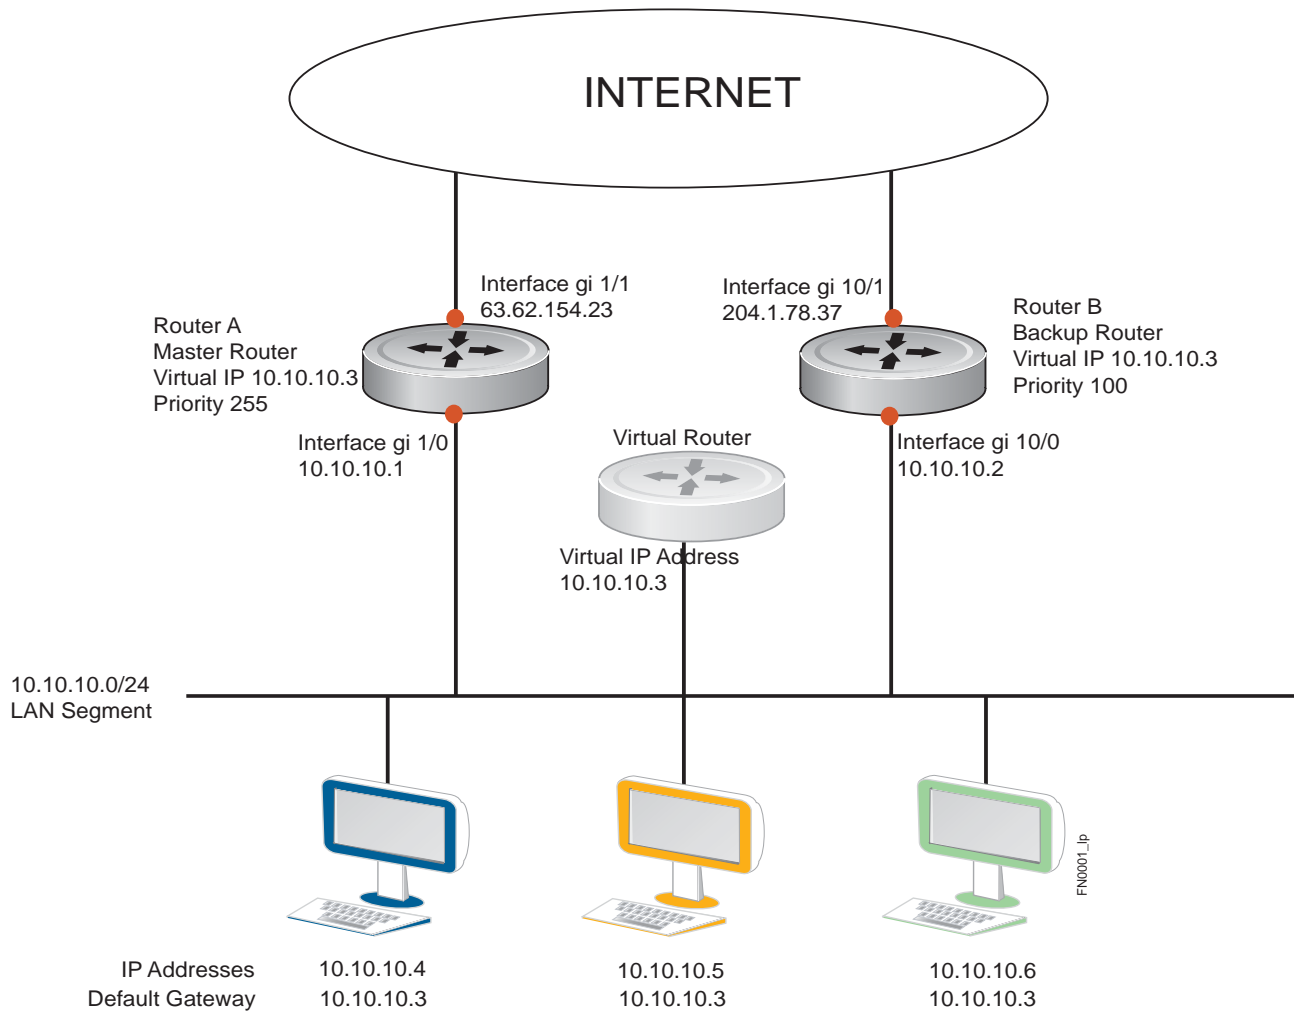 INTERNET
Interface gi 1/1
63.62.154.23
Interface gi 10/1
204.1.78.37
Router A
Master Router
Virtual IP 10.10.10.3
Priority 255
Router B
Backup Router
Virtual IP 10.10.10.3
Priority 100
Interface gi 1/0
10.10.10.1
Virtual Router
Interface gi 10/0
10.10.10.2
Virtual IP Address
10.10.10.3
10.10.10.0/24
LAN Segment
FN0001_lp
IP Addresses 10.10.10.4 10.10.10.5 10.10.10.6
Default Gateway 10.10.10.3 10.10.10.3 10.10.10.3